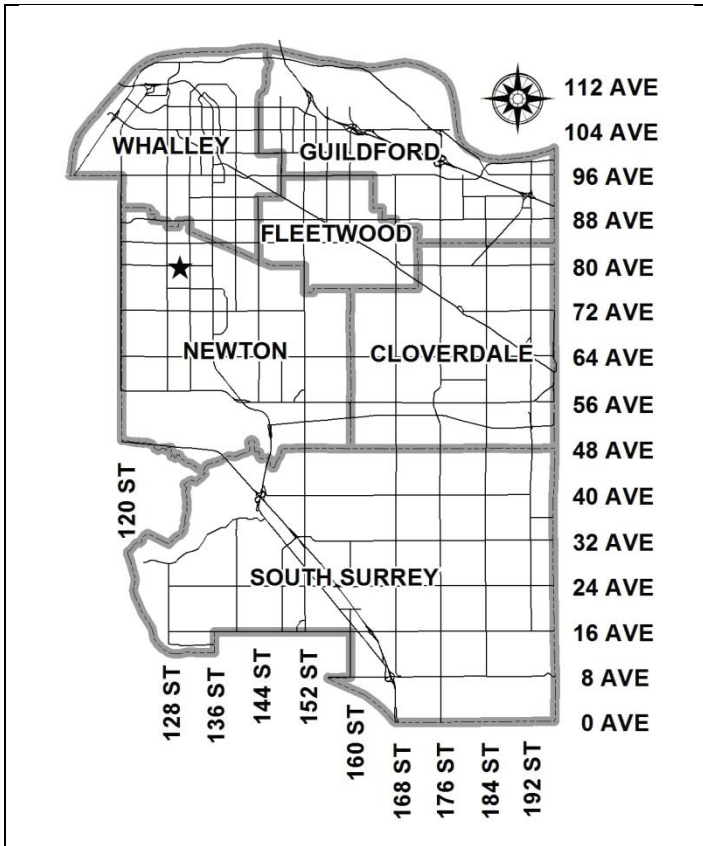 112 AVE
104 AVE
WHALLEY
GUILDFORD
96 AVE
88 AVE
FLEETWOOD
80 AVE
72 AVE
NEWTON
CLOVERDALE
64 AVE
56 AVE
48 AVE
120 ST
40 AVE
32 AVE
SOUTH SURREY
24 AVE
16 AVE
128 ST
136 ST
144 ST
152 ST
160 ST
8 AVE
0 AVE
168 ST
176 ST
184 ST
192 ST